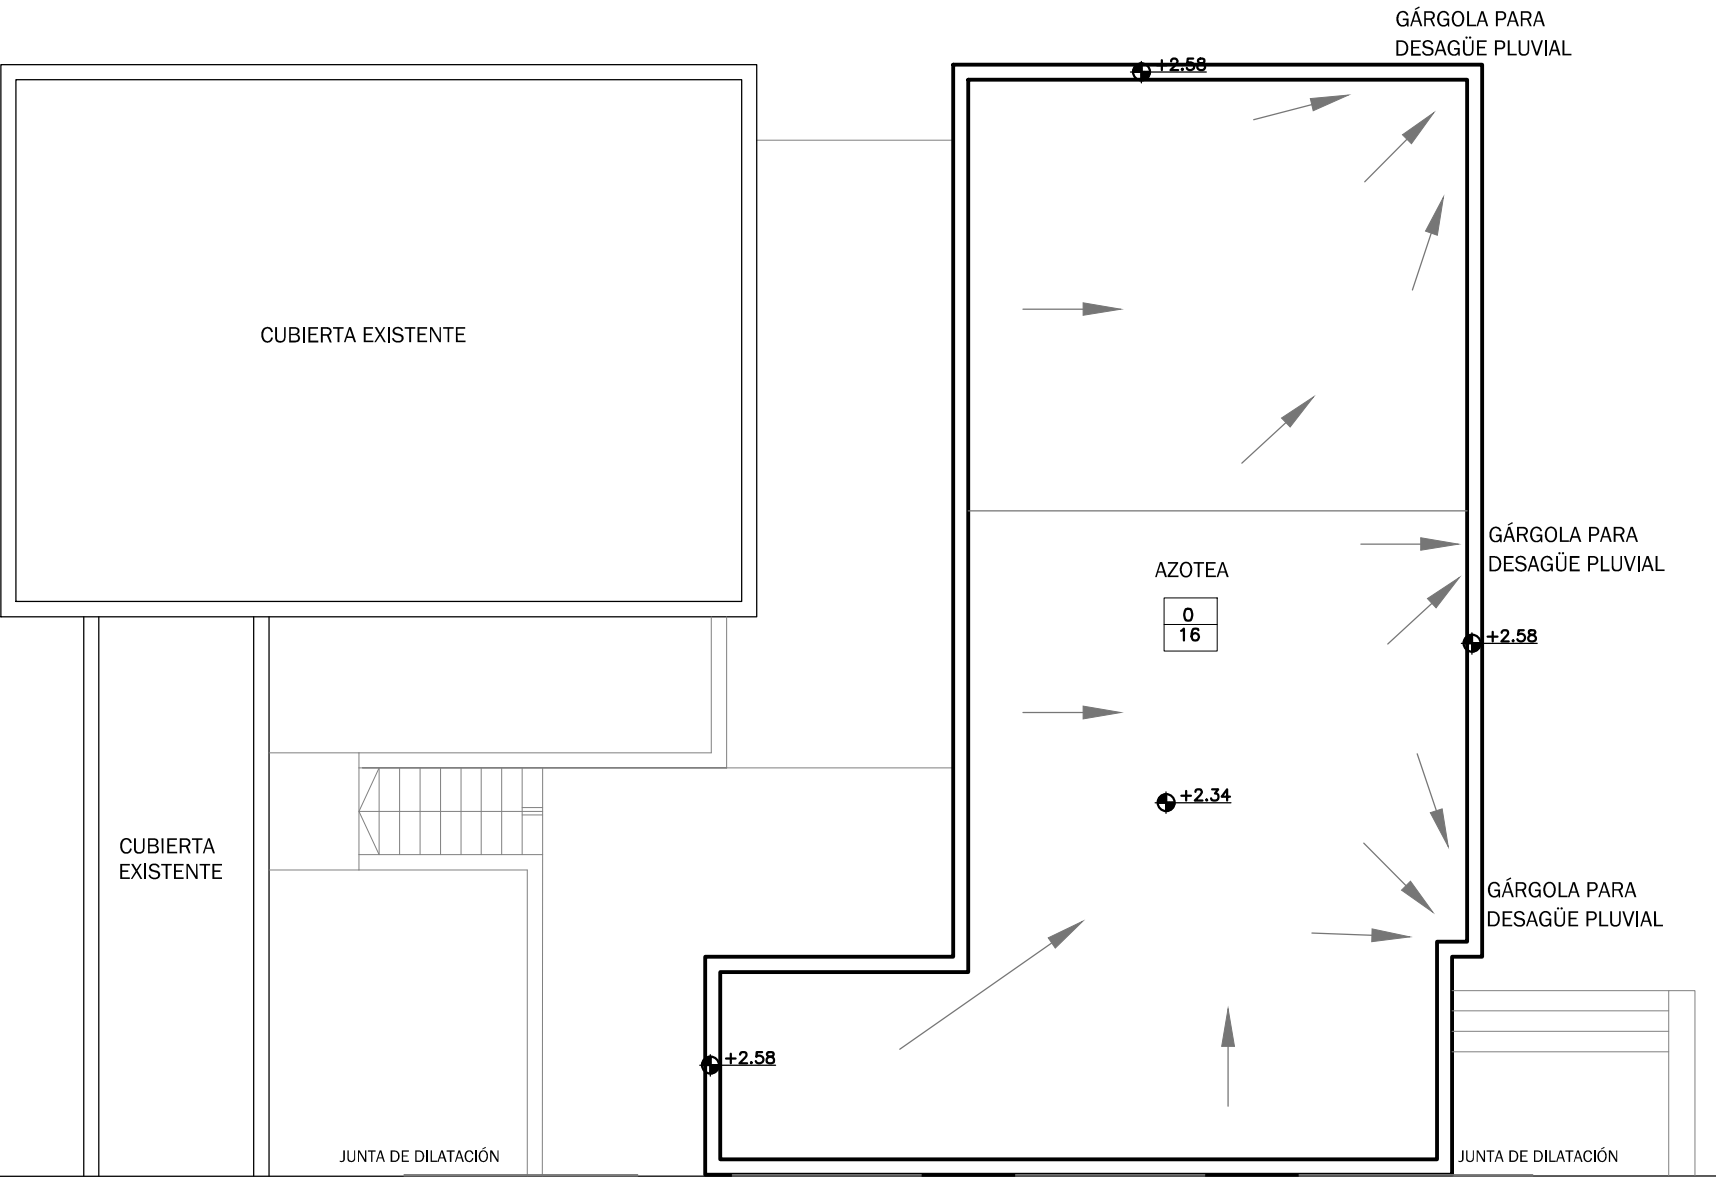 GÁRGOLA PARA
DESAGÜE PLUVIAL
+2.58
CUBIERTA EXISTENTE
GÁRGOLA PARA
DESAGÜE PLUVIAL
AZOTEA
0
16
+2.58
+2.34
CUBIERTA
EXISTENTE
GÁRGOLA PARA
DESAGÜE PLUVIAL
+2.58
JUNTA DE DILATACIÓN
JUNTA DE DILATACIÓN